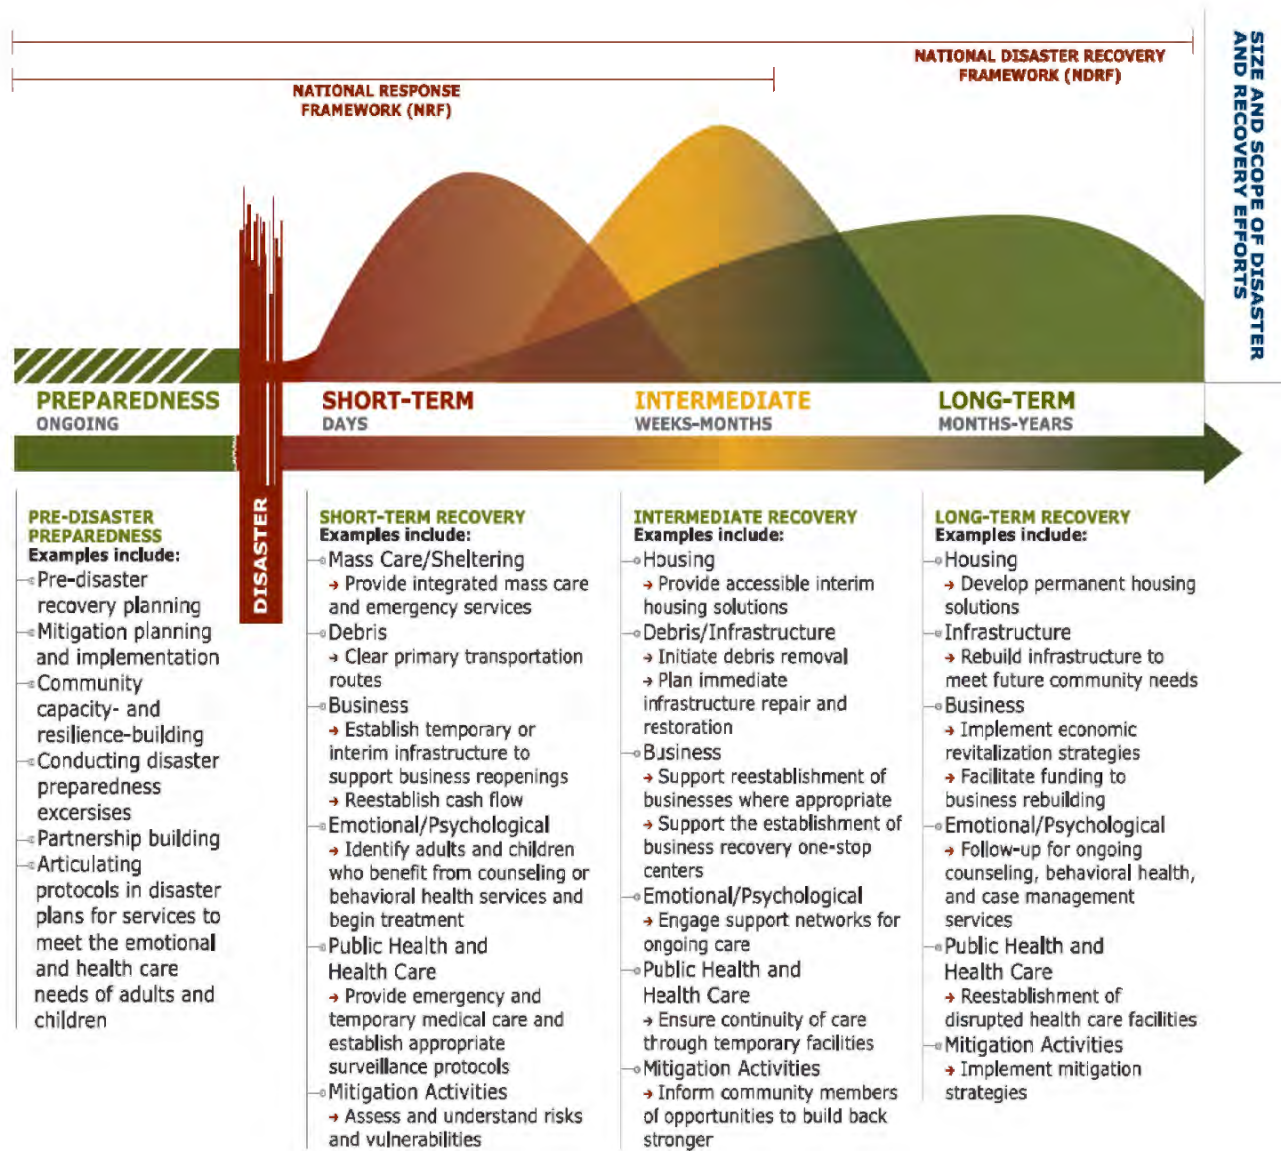 NATIONAL DISASTER RECOVERY
FRAMEWORK (NDRF)
NATIONAL RESPONSE
FRAMEWORK (NRF)
SIZE AND SCOPE OF DISASTER
AND RECOVERY EFFORTS
PREPAREDNESS
ONGOING
SHORT-TERM
DAYS
INTERMEDIATE
WEEKS-MONTHS
LONG-TERM
MONTHS-YEARS
DISASTER
PRE-DISASTER
PREPAREDNESS
Examples include:
Pre-disaster
recovery planning
Mitigation planning
and implementation
Community
capacity- and
resilience-building
Conducting disaster
preparedness
excersises
Partnership building
Articulating
protocols in disaster
plans for services to
meet the emotional
and health care
needs of adults and
children
SHORT-TERM RECOVERY
Examples include:
Mass Care/Sheltering
→ Provide integrated mass care
and emergency services
Debris
→ Clear primary transportation
routes
Business
→ Establish temporary or
interim infrastructure to
support business reopenings
→ Reestablish cash flow
Emotional/Psychological
→ Identify adults and children
who benefit from counseling or
behavioral health services and
begin treatment
Public Health and
Health Care
→ Provide emergency and
temporary medical care and
establish appropriate
surveillance protocols
Mitigation Activities
→ Assess and understand risks
and vulnerabilities
INTERMEDIATE RECOVERY
Examples include:
Housing
→ Provide accessible interim
housing solutions
Debris/Infrastructure
→ Initiate debris removal
→ Plan immediate
infrastructure repair and
restoration
Business
→ Support reestablishment of
businesses where appropriate
→ Support the establishment of
business recovery one-stop
centers
Emotional/Psychological
→ Engage support networks for
ongoing care
Public Health and
Health Care
→ Ensure continuity of care
through temporary facilities
Mitigation Activities
→ Inform community members
of opportunities to build back
stronger
LONG-TERM RECOVERY
Examples include:
Housing
→ Develop permanent housing
solutions
Infrastructure
→ Rebuild infrastructure to
meet future community needs
Business
→ Implement economic
revitalization strategies
→ Facilitate funding to
business rebuilding
Emotional/Psychological
→ Follow-up for ongoing
counseling, behavioral health,
and case management
services
Public Health and
Health Care
→ Reestablishment of
disrupted health care facilities
Mitigation Activities
→ Implement mitigation
strategies